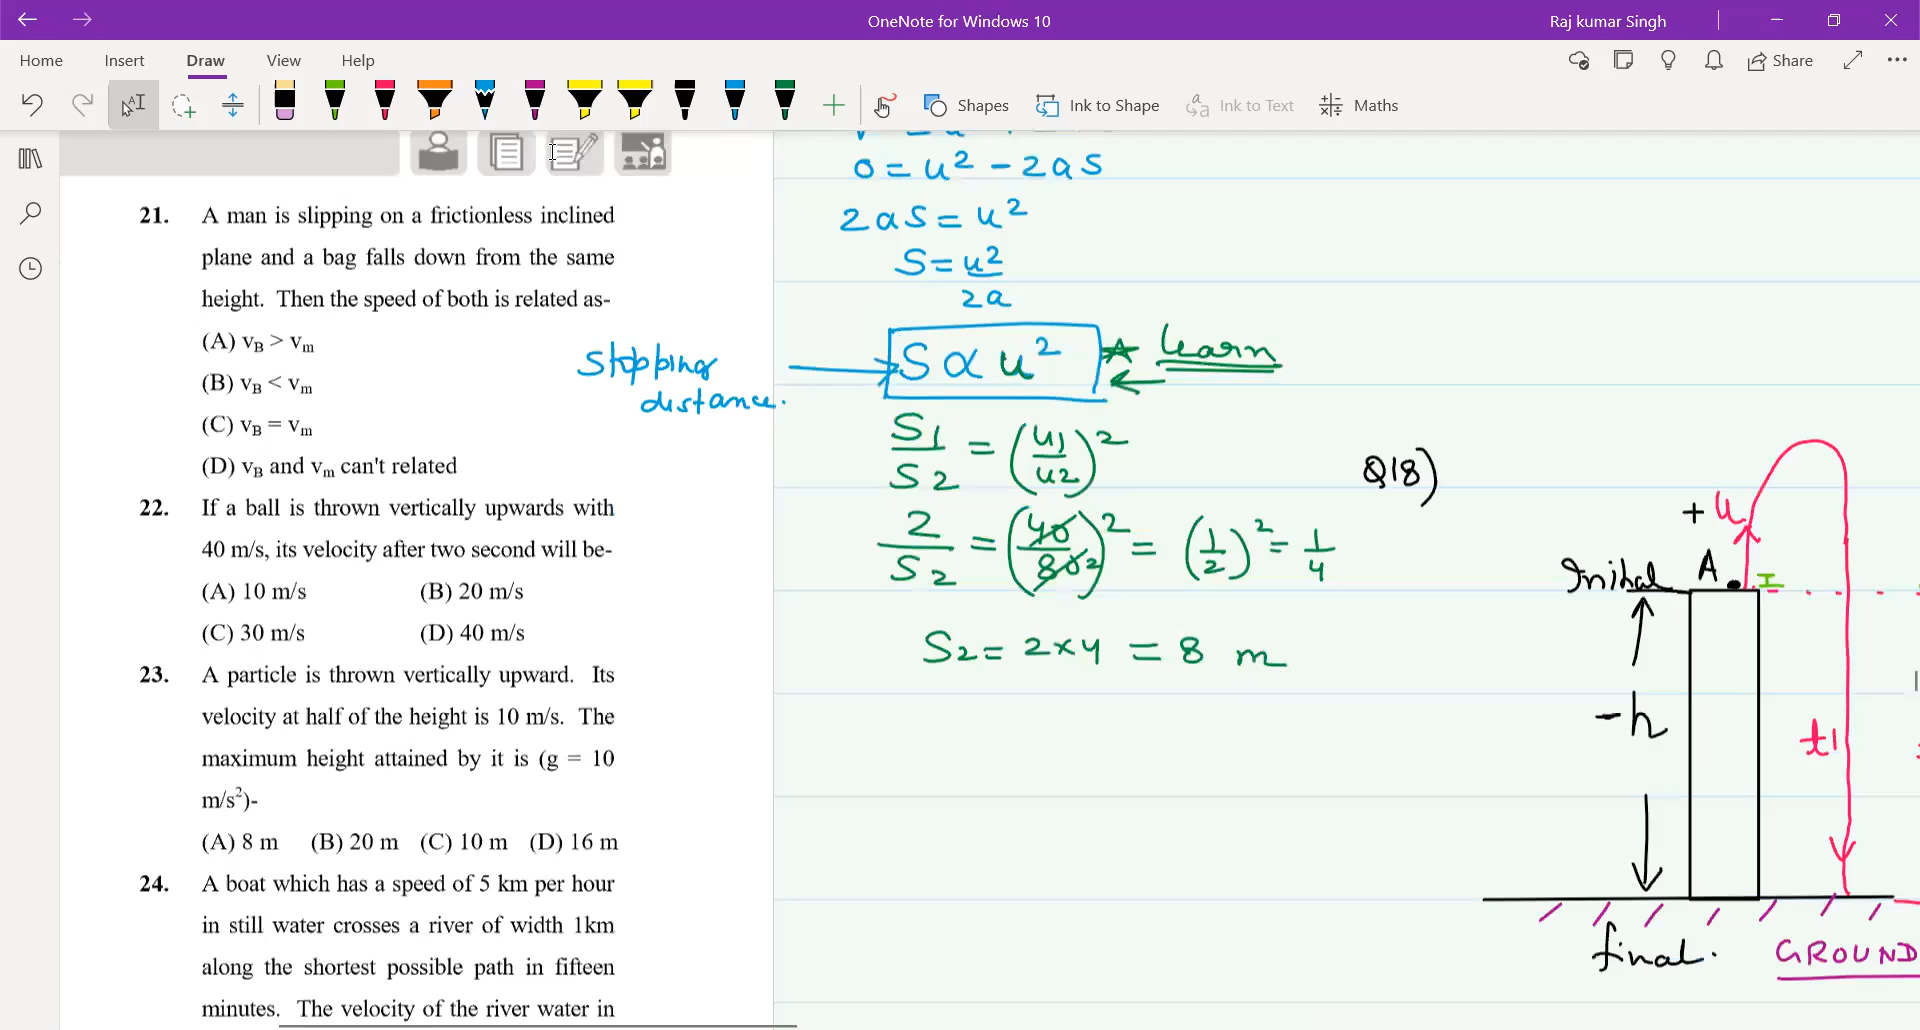 OneNote for Windows 10
Raj kumar Singh
Home Insert Draw View Help
Share
Shapes Ink to Shape Ink to Text Maths
21. A man is slipping on a frictionless inclined
plane and a bag falls down from the same
height. Then the speed of both is related as-
(A) vB > vm
(B) vB < vm
(C) vB = vm
(D) vB and vm can't related
22. If a ball is thrown vertically upwards with
40 m/s, its velocity after two second will be-
(A) 10 m/s (B) 20 m/s
(C) 30 m/s (D) 40 m/s
23. A particle is thrown vertically upward. Its
velocity at half of the height is 10 m/s. The
maximum height attained by it is (g = 10
m/s²)-
(A) 8 m (B) 20 m (C) 10 m (D) 16 m
24. A boat which has a speed of 5 km per hour
in still water crosses a river of width 1km
along the shortest possible path in fifteen
minutes. The velocity of the river water in
0 = u² - 2as
2as = u²
S = u²/2a
Stopping
distance.
S ∝ u²
Learn
S1/S2 = (u1/u2)²
2/S2 = (40/80 2)² = (1/2)² = 1/4
S2 = 2×4 = 8 m
Q18)
+ u
Initial A I
-h
t1
final.
GROUND